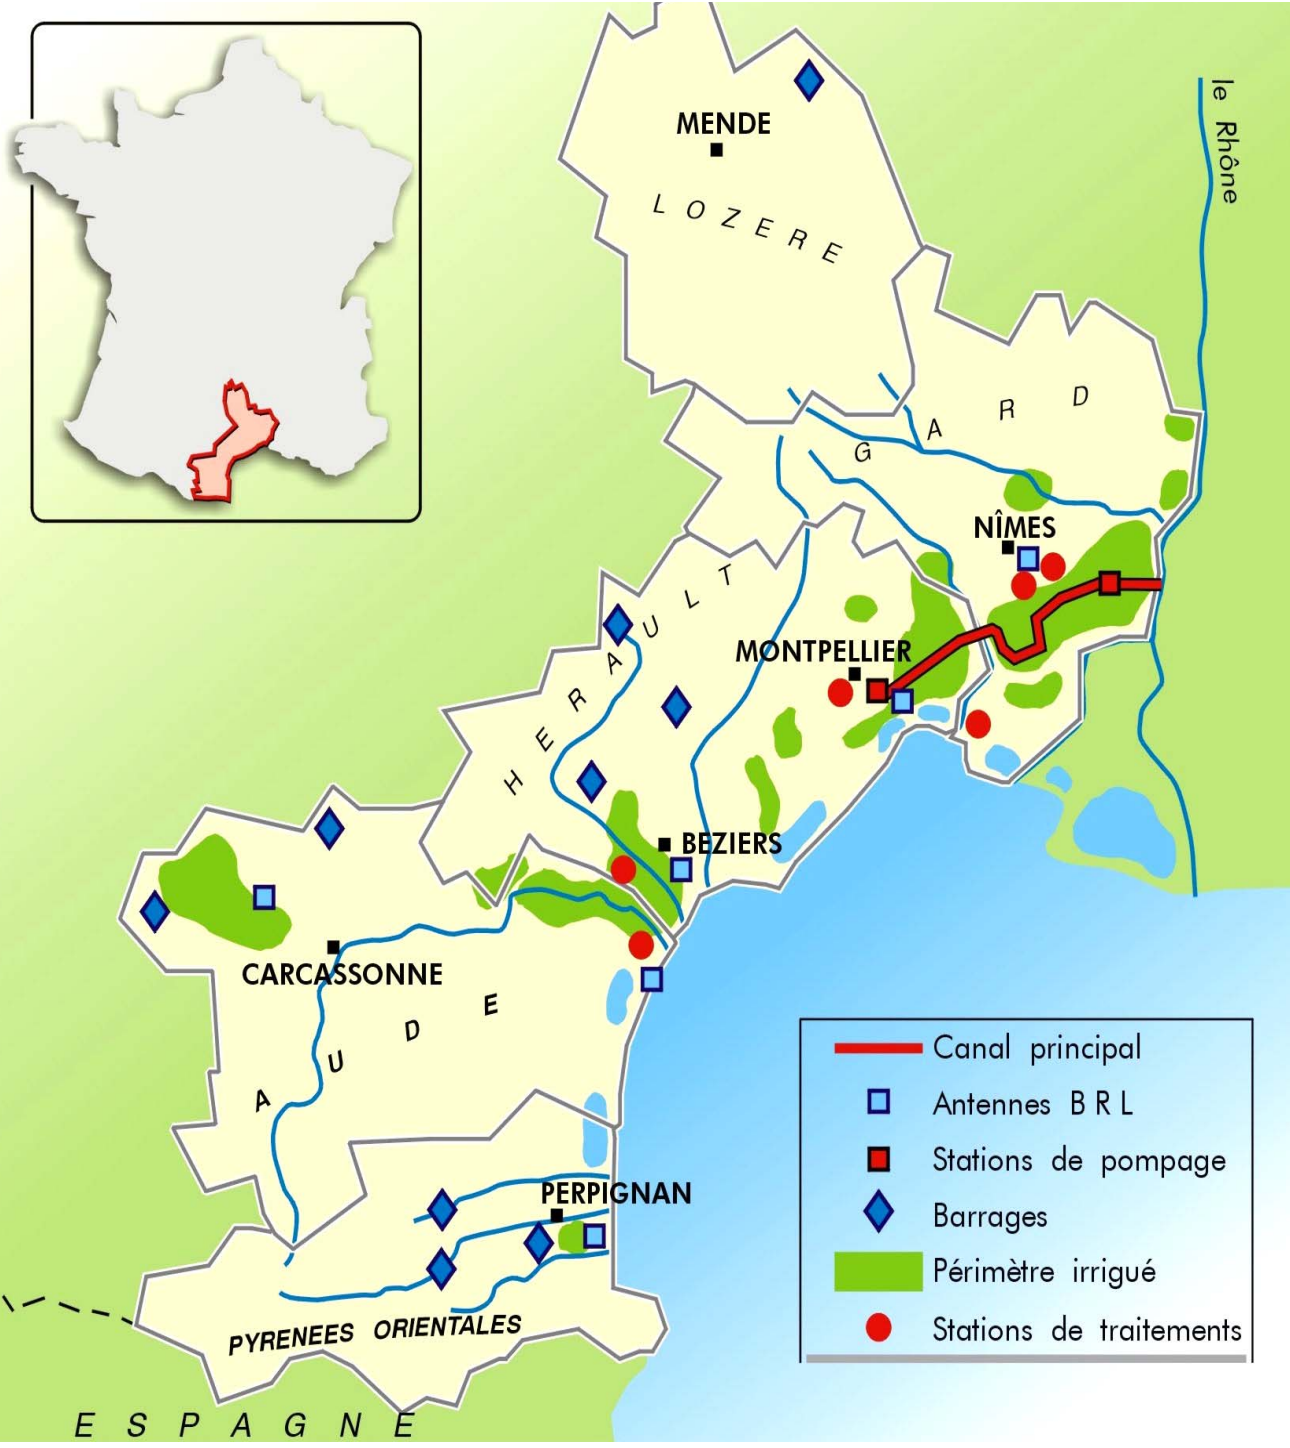 le Rhône
MENDE
LOZERE
GARD
NÎMES
HERAULT
MONTPELLIER
BEZIERS
CARCASSONNE
AUDE
PERPIGNAN
PYRENEES ORIENTALES
ESPAGNE
Canal principal
Antennes BRL
Stations de pompage
Barrages
Périmètre irrigué
Stations de traitements